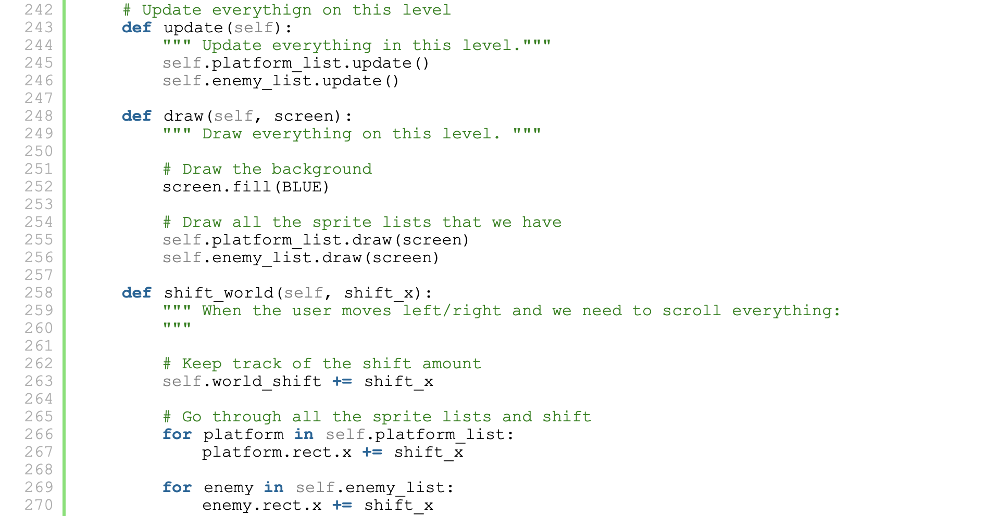 242 # Update everythign on this level
243 def update(self):
244 """ Update everything in this level."""
245 self.platform_list.update()
246 self.enemy_list.update()
247
248 def draw(self, screen):
249 """ Draw everything on this level. """
250
251 # Draw the background
252 screen.fill(BLUE)
253
254 # Draw all the sprite lists that we have
255 self.platform_list.draw(screen)
256 self.enemy_list.draw(screen)
257
258 def shift_world(self, shift_x):
259 """ When the user moves left/right and we need to scroll everything:
260 """
261
262 # Keep track of the shift amount
263 self.world_shift += shift_x
264
265 # Go through all the sprite lists and shift
266 for platform in self.platform_list:
267 platform.rect.x += shift_x
268
269 for enemy in self.enemy_list:
270 enemy.rect.x += shift_x